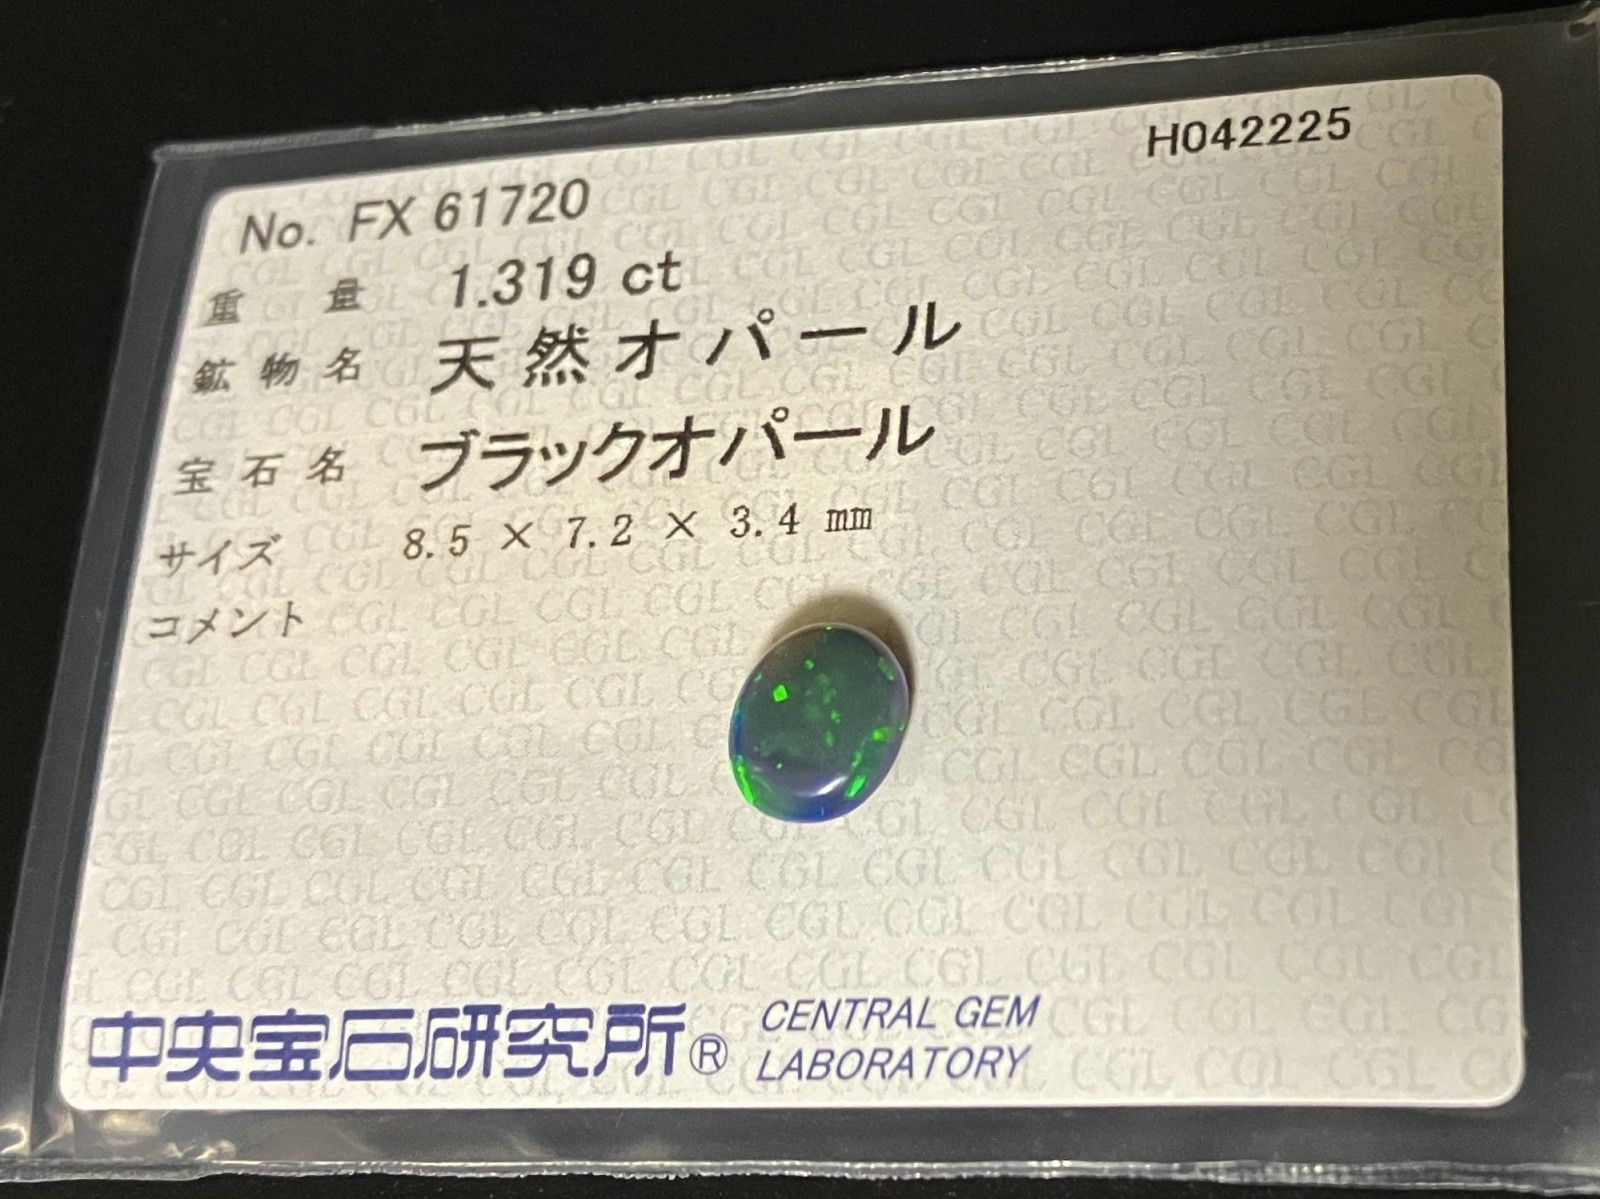 H042225
No. FX 61720
重 量 1.319 ct
鉱 物 名 天 然 オ パ ー ル
宝 石 名 ブラックオパール
サイズ 8.5 × 7.2 × 3.4 mm
コメント
中央宝石研究所® CENTRAL GEM
LABORATORY